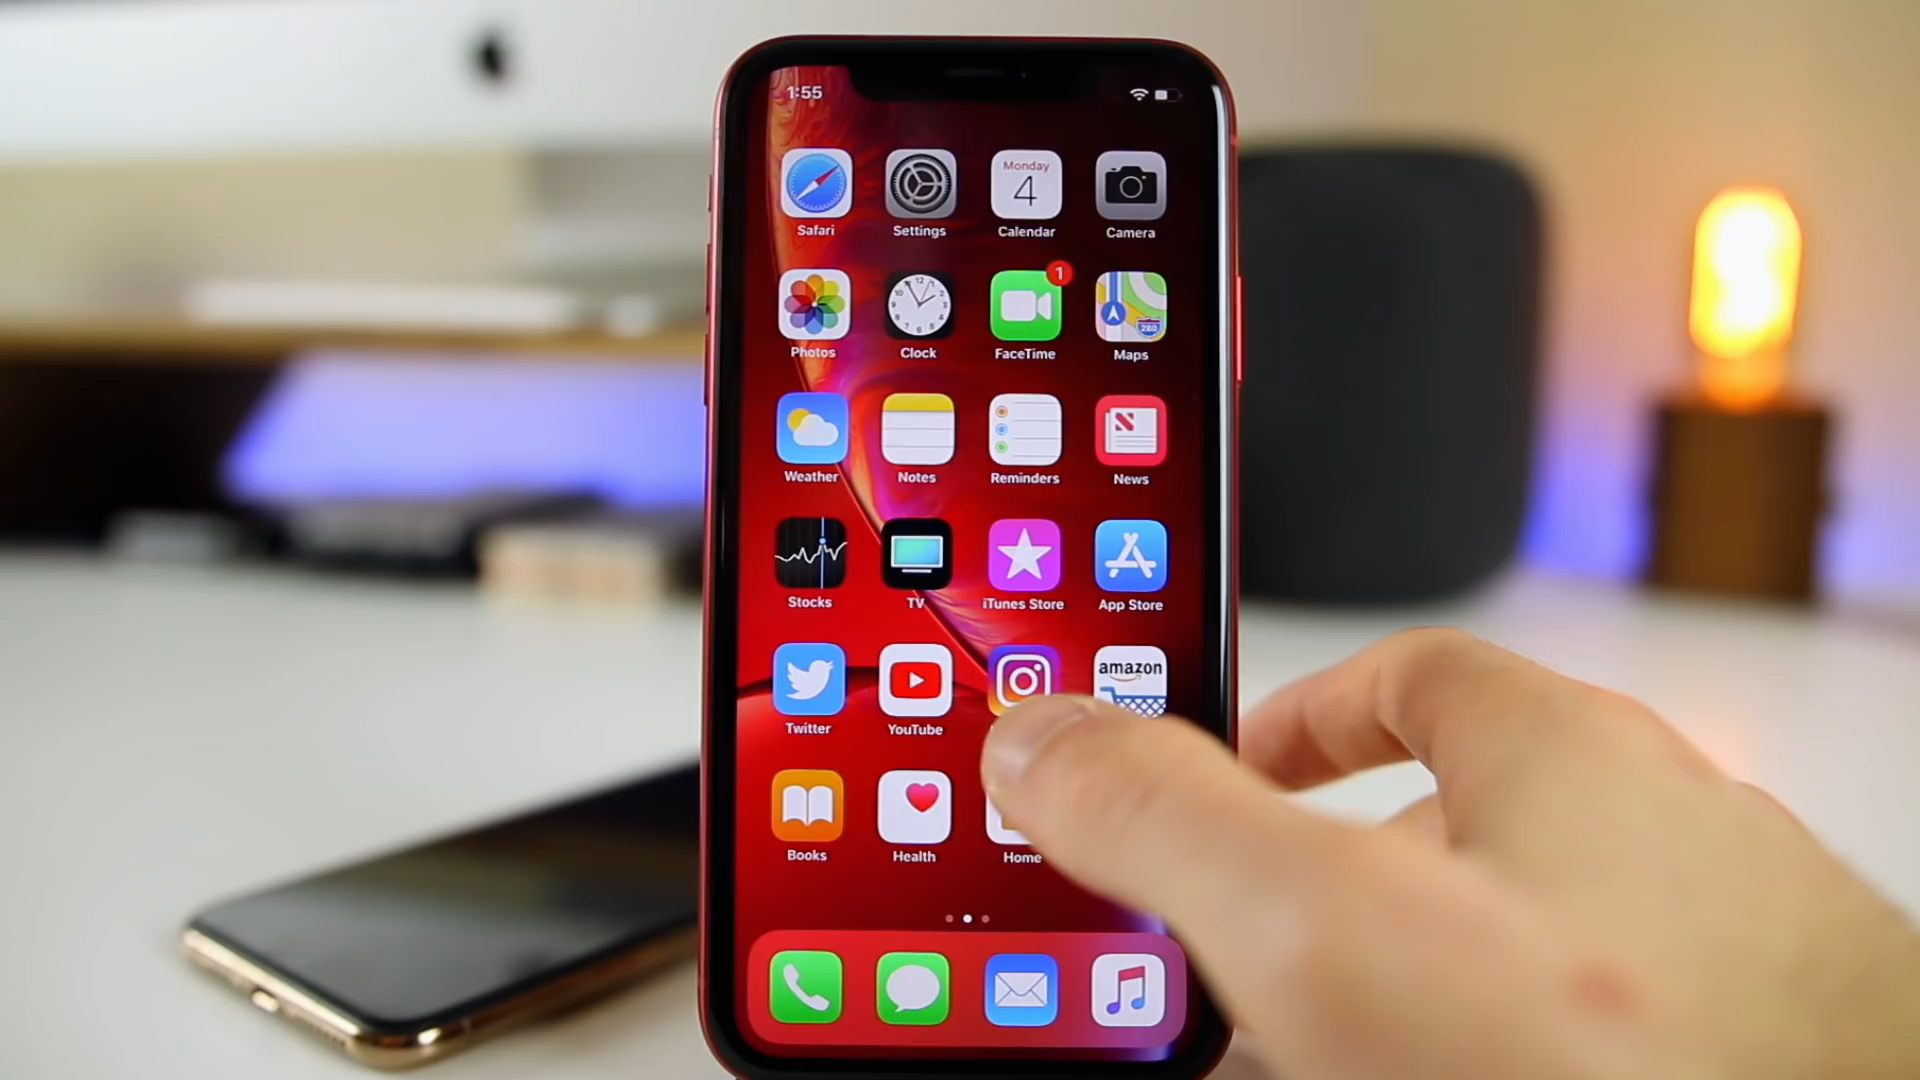 1:55
Monday
4
Safari Settings Calendar Camera
1
280
Photos Clock FaceTime Maps
Weather Notes Reminders News
Stocks TV iTunes Store App Store
amazon
Twitter YouTube
Books Health Home